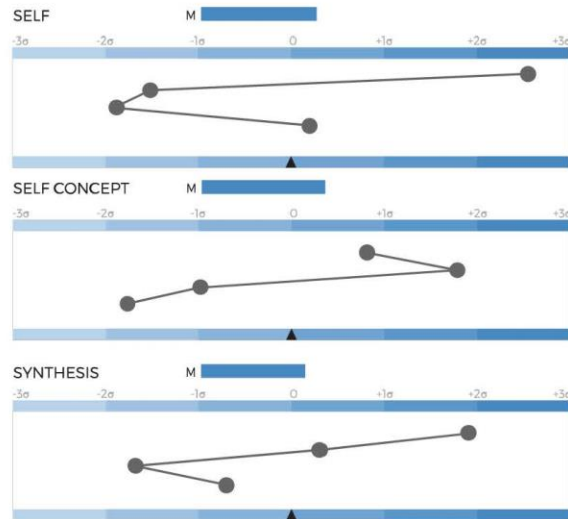 SELF M
-3σ -2σ -1σ 0 +1σ +2σ +3σ
SELF CONCEPT M
-3σ -2σ -1σ 0 +1σ +2σ +3σ
SYNTHESIS M
-3σ -2σ -1σ 0 +1σ +2σ +3σ